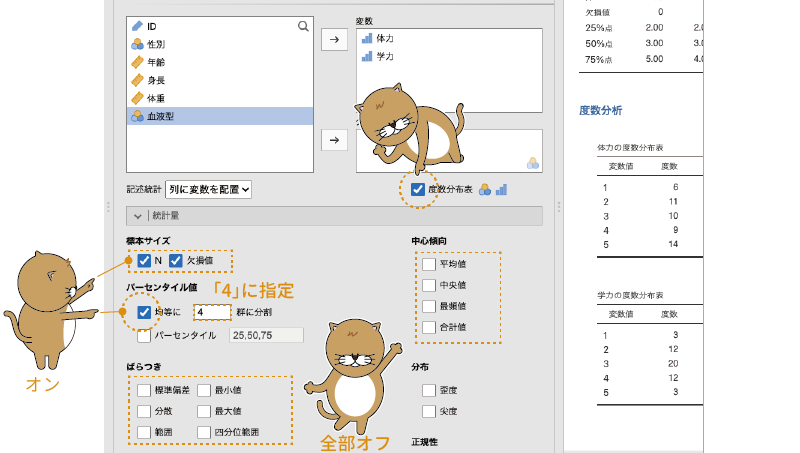 ID
性別
年齢
身長
体重
血液型
変数
体力
学力
記述統計 列に変数を配置
度数分布表
統計量
標本サイズ
N 欠損値
パーセンタイル値
「4」に指定
均等に 4 群に分割
パーセンタイル 25,50,75
ばらつき
標準偏差 最小値
分散 最大値
範囲 四分位範囲
中心傾向
平均値
中央値
最頻値
合計値
分布
歪度
尖度
正規性
オン
全部オフ
欠損値 0
25%点 2.00 2.0
50%点 3.00 3.0
75%点 5.00 4.0
度数分析
体力の度数分布表
変数値 度数
1 6
2 11
3 10
4 9
5 14
学力の度数分布表
変数値 度数
1 3
2 12
3 20
4 12
5 3